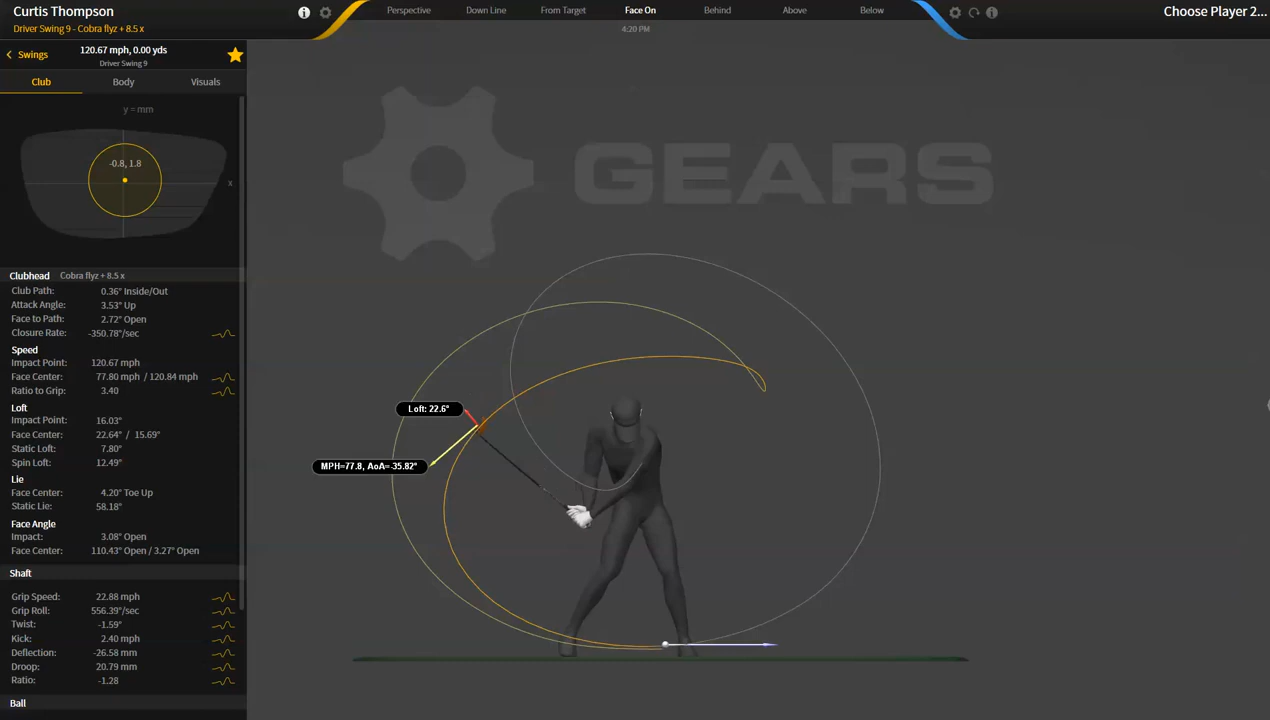 Curtis Thompson
Driver Swing 9 - Cobra flyz + 8.5 x
Perspective Down Line From Target Face On Behind Above Below
4:20 PM
Choose Player 2...
Swings
120.67 mph, 0.00 yds
Driver Swing 9
Club Body Visuals
y = mm
-0.8, 1.8
x
Clubhead Cobra flyz + 8.5 x
Club Path: 0.36° Inside/Out
Attack Angle: 3.53° Up
Face to Path: 2.72° Open
Closure Rate: -350.78°/sec
Speed
Impact Point: 120.67 mph
Face Center: 77.80 mph / 120.84 mph
Ratio to Grip: 3.40
Loft
Impact Point: 16.03°
Face Center: 22.64° / 15.69°
Static Loft: 7.80°
Spin Loft: 12.49°
Lie
Face Center: 4.20° Toe Up
Static Lie: 58.18°
Face Angle
Impact: 3.08° Open
Face Center: 110.43° Open / 3.27° Open
Shaft
Grip Speed: 22.88 mph
Grip Roll: 556.39°/sec
Twist: -1.59°
Kick: 2.40 mph
Deflection: -26.58 mm
Droop: 20.79 mm
Ratio: -1.28
Ball
GEARS
Loft: 22.6°
MPH=77.8, AoA=-35.82°